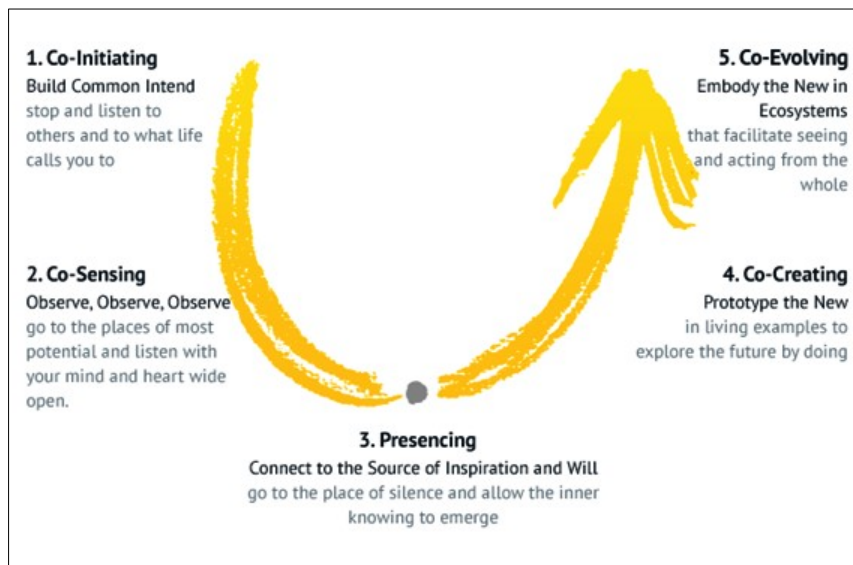 1. Co-Initiating
Build Common Intend
stop and listen to
others and to what life
calls you to
2. Co-Sensing
Observe, Observe, Observe
go to the places of most
potential and listen with
your mind and heart wide
open.
3. Presencing
Connect to the Source of Inspiration and Will
go to the place of silence and allow the inner
knowing to emerge
4. Co-Creating
Prototype the New
in living examples to
explore the future by doing
5. Co-Evolving
Embody the New in
Ecosystems
that facilitate seeing
and acting from the
whole